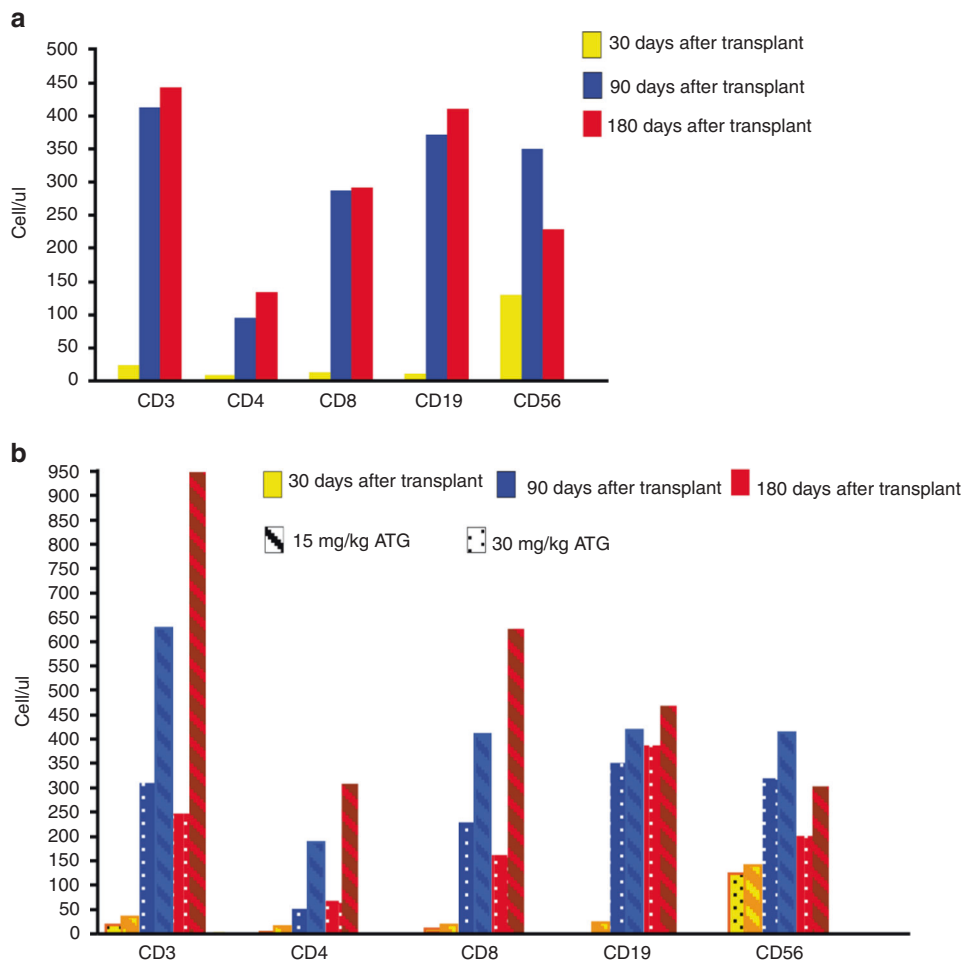 a
500
450
400
350
300
250
200
150
100
50
0
Cell/ul
30 days after transplant
90 days after transplant
180 days after transplant
CD3 CD4 CD8 CD19 CD56
b
950
900
850
800
750
700
650
600
550
500
450
400
350
300
250
200
150
100
50
0
Cell/ul
30 days after transplant 90 days after transplant 180 days after transplant
15 mg/kg ATG 30 mg/kg ATG
CD3 CD4 CD8 CD19 CD56